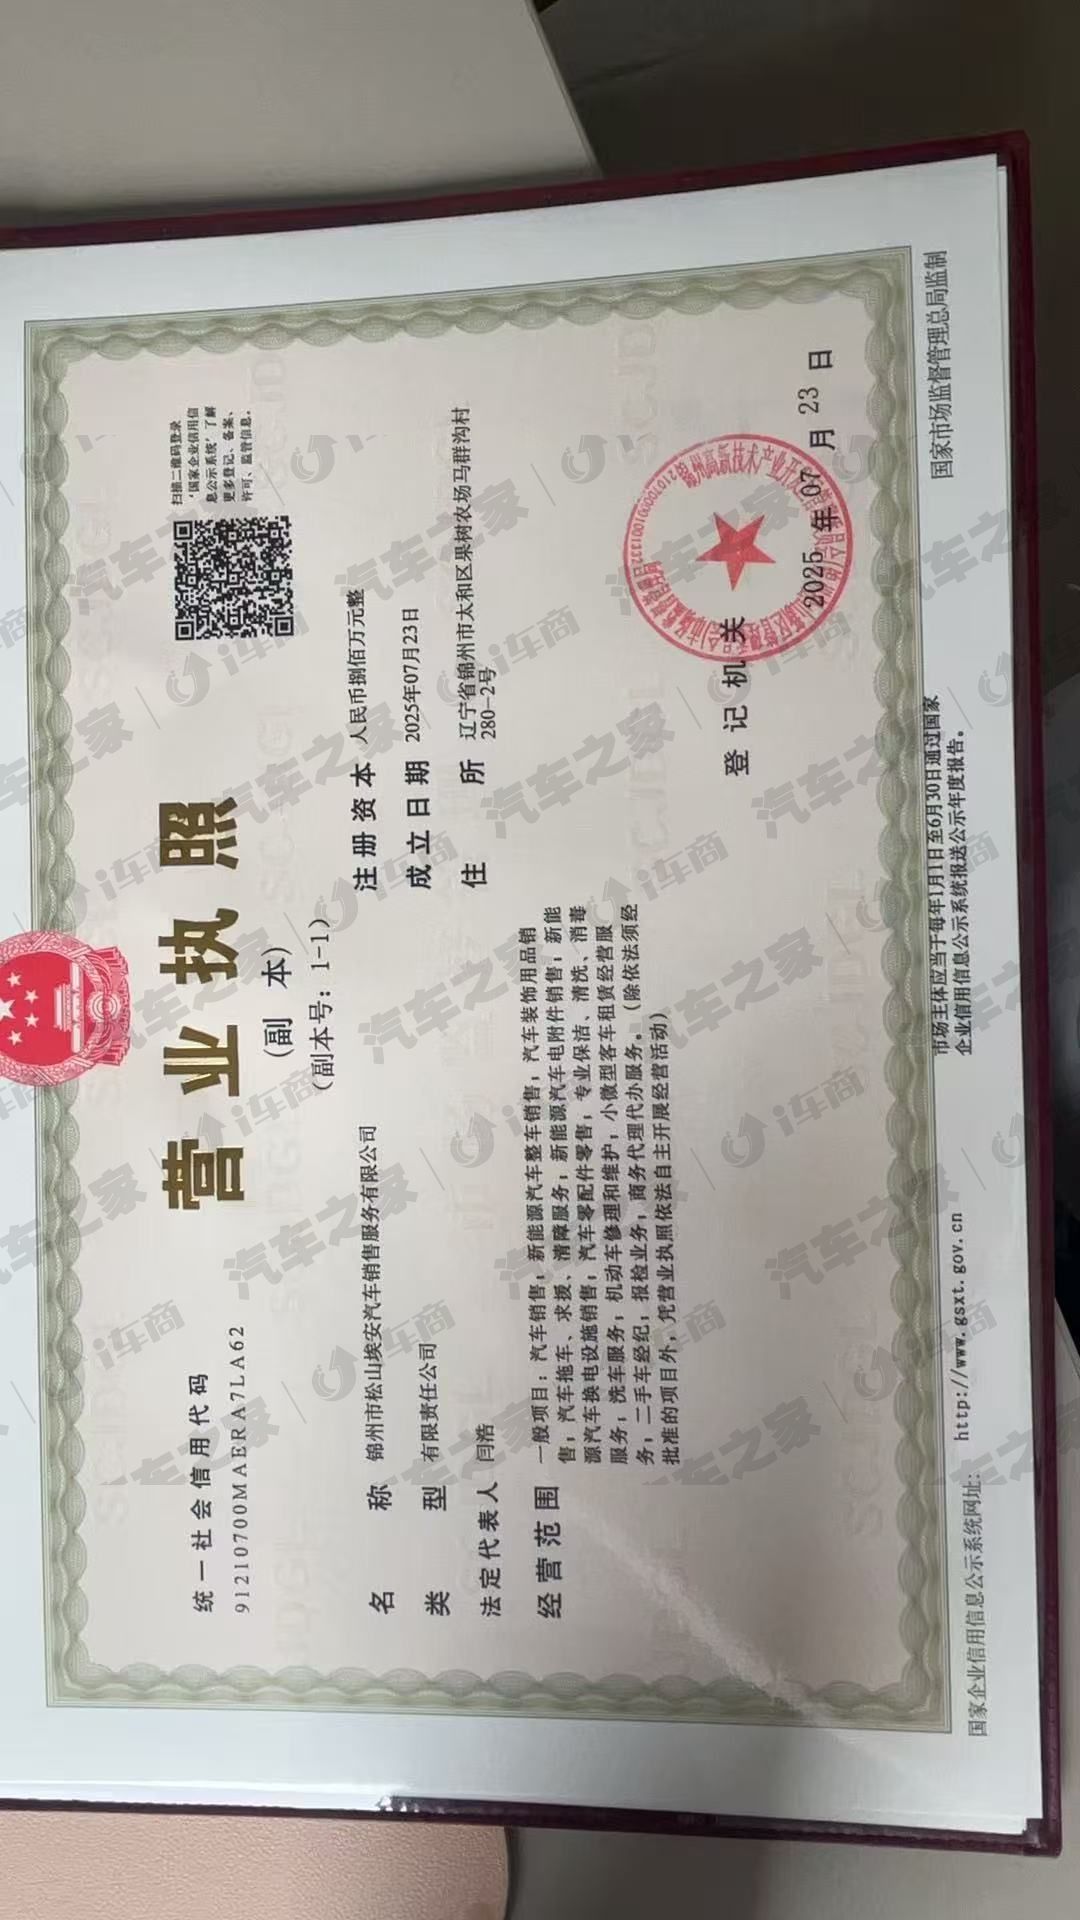 营业执照
(副 本)
(副本号: 1-1)
统一社会信用代码
91210700MAERA7LA62
扫描二维码登录
‘国家企业信用信
息公示系统’了解
更多登记、备案、
许可、监管信息。
名 称 锦州市松山埃安汽车销售服务有限公司
类 型 有限责任公司
法定代表人 闫浩
经营范围 一般项目：汽车销售；新能源汽车整车销售；汽车装饰用品销
售；汽车拖车、求援、清障服务；新能源汽车电附件销售；新能
源汽车换电设施销售；汽车零配件零售；专业保洁、清洗、消毒
服务；洗车服务；机动车修理和维护；小微型客车租赁经营服
务；二手车经纪；报检业务；商务代理代办服务。（除依法须经
批准的项目外，凭营业执照依法自主开展经营活动）
注册资本 人民币捌佰万元整
成立日期 2025年07月23日
住 所 辽宁省锦州市太和区果树农场马群沟村
280-2号
登记机关
2025 年 07 月 23 日
国家企业信用信息公示系统网址: http://www.gsxt.gov.cn
市场主体应当于每年1月1日至6月30日通过国家
企业信用信息公示系统报送公示年度报告。
国家市场监督管理总局监制
汽车之家 | i车商